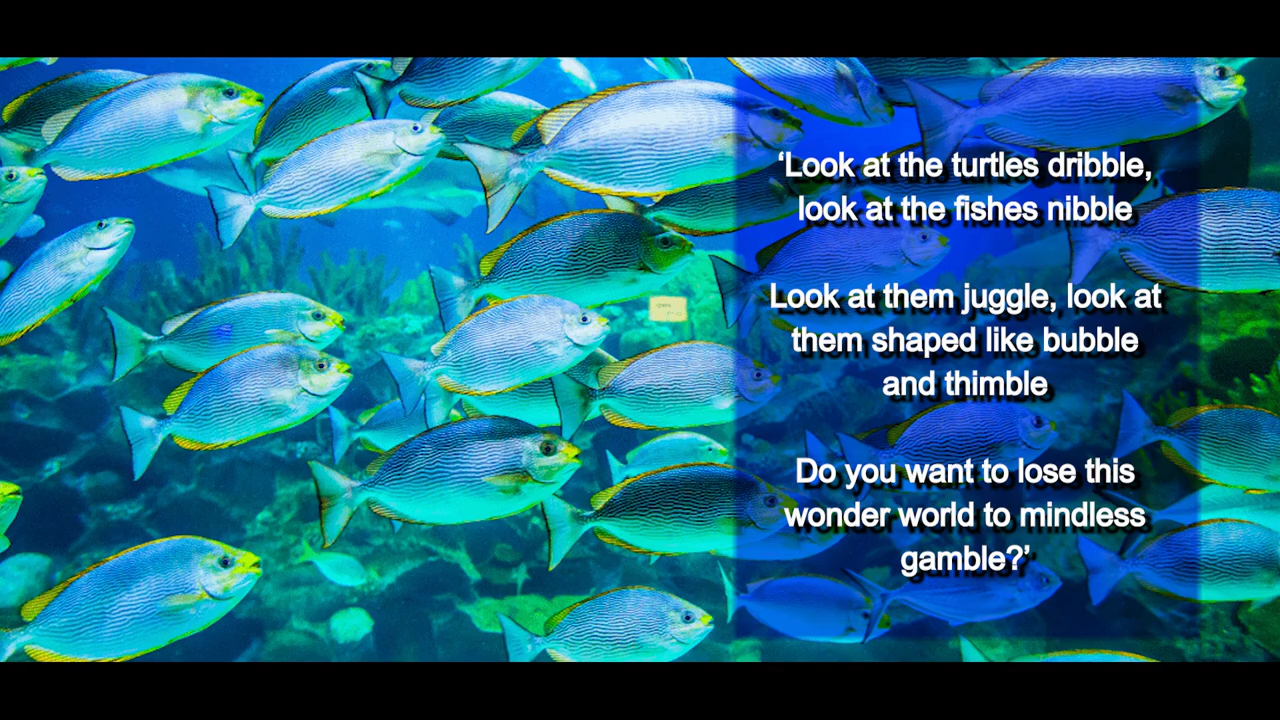 ‘Look at the turtles dribble,
look at the fishes nibble
Look at them juggle, look at
them shaped like bubble
and thimble
Do you want to lose this
wonder world to mindless
gamble?’